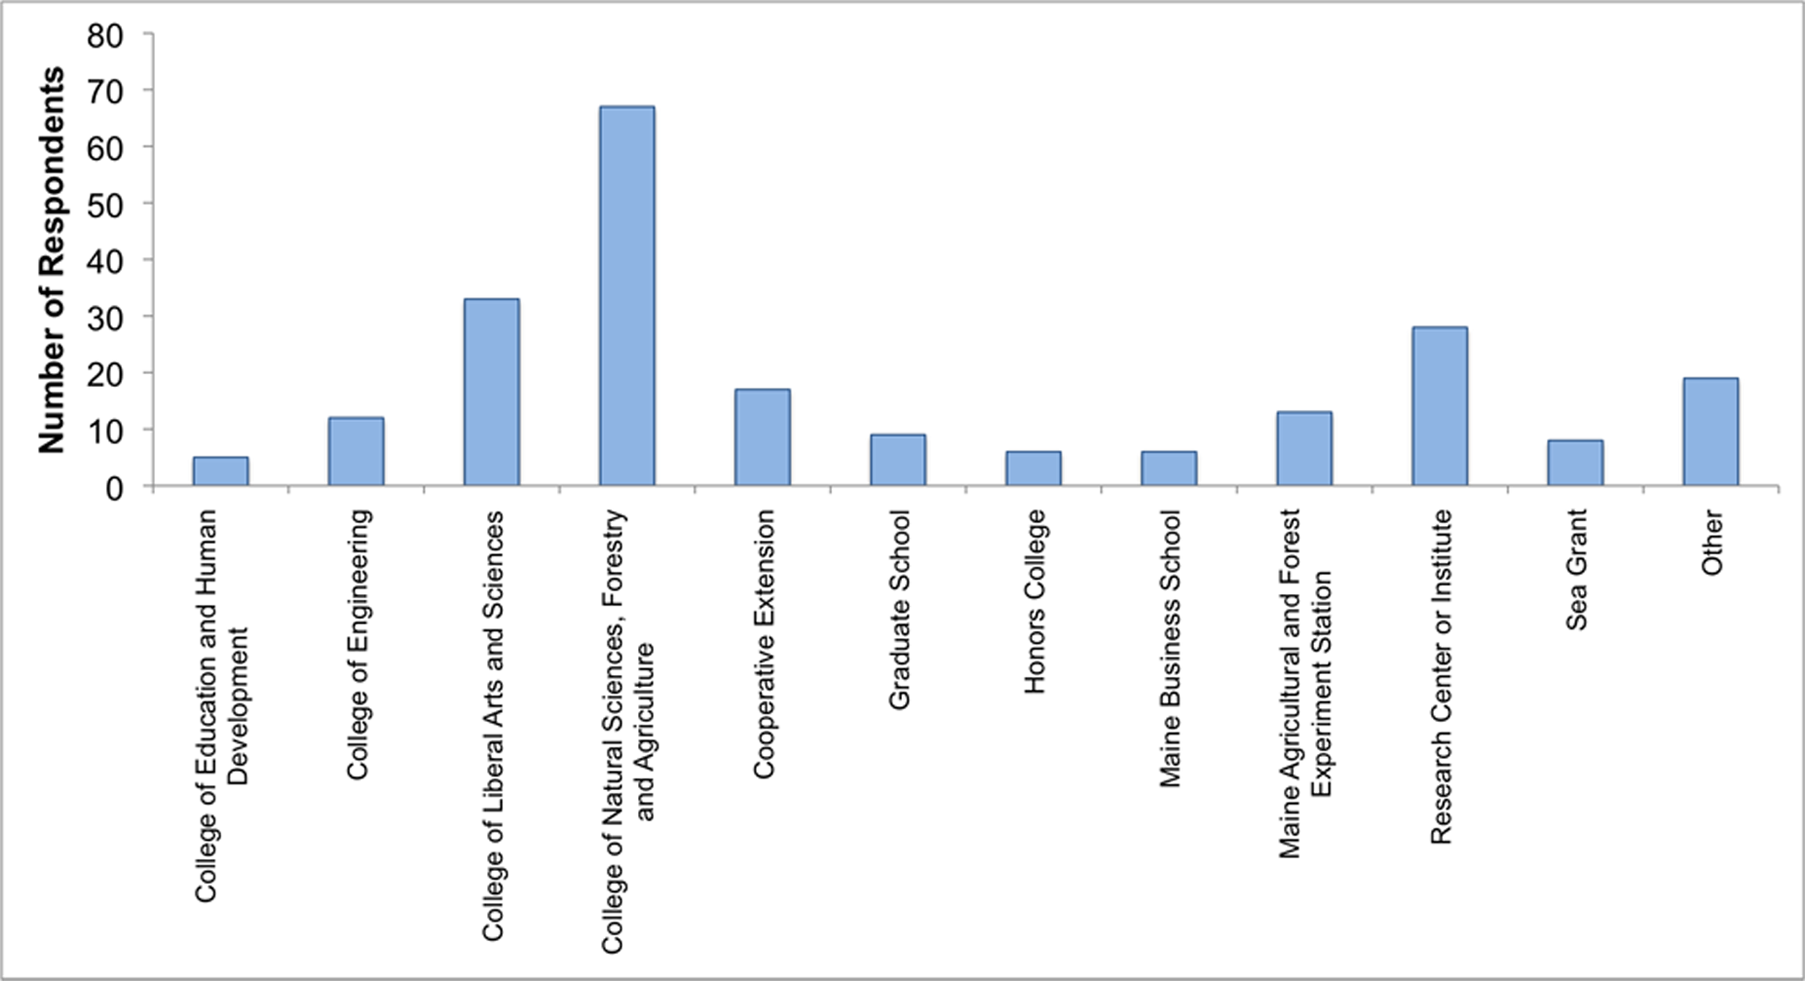 Number of Respondents
80
70
60
50
40
30
20
10
0
College of Education and Human
Development
College of Engineering
College of Liberal Arts and Sciences
College of Natural Sciences, Forestry
and Agriculture
Cooperative Extension
Graduate School
Honors College
Maine Business School
Maine Agricultural and Forest
Experiment Station
Research Center or Institute
Sea Grant
Other